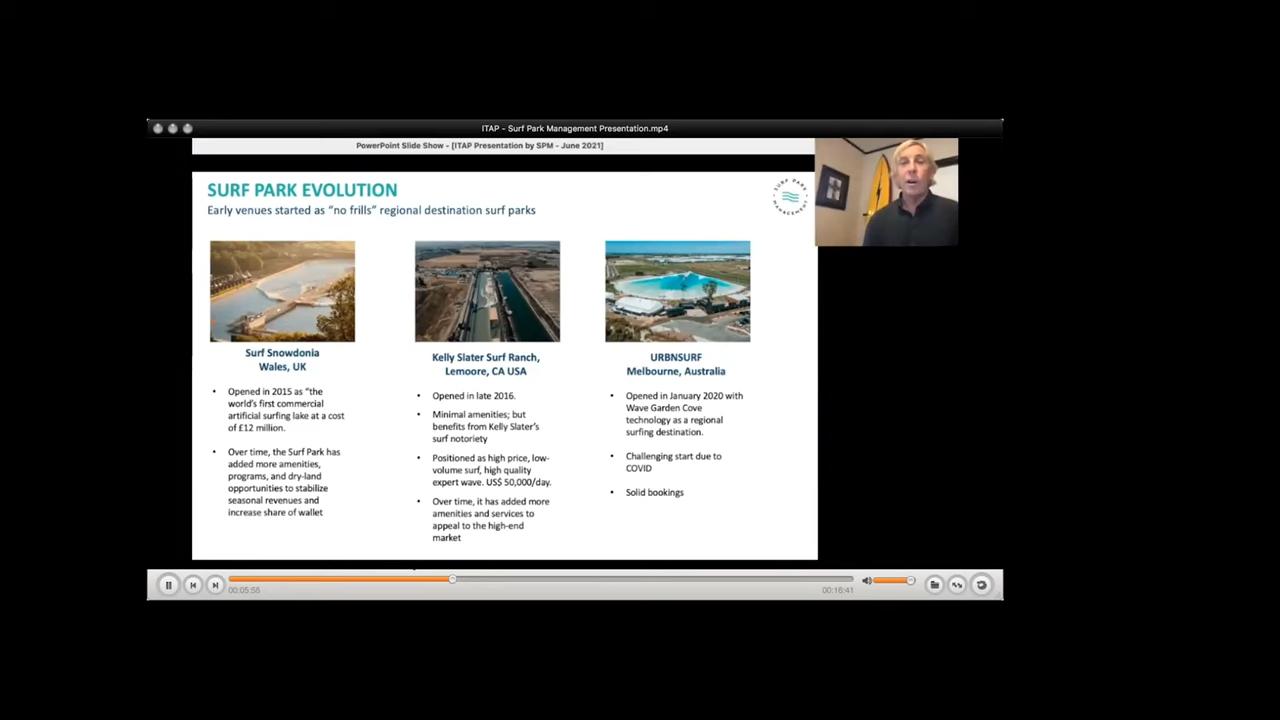 ITAP - Surf Park Management Presentation.mp4
PowerPoint Slide Show - [ITAP Presentation by SPM - June 2021]
SURF PARK EVOLUTION
Early venues started as “no frills” regional destination surf parks
SURF PARK
MANAGEMENT
Surf Snowdonia
Wales, UK
• Opened in 2015 as “the
world's first commercial
artificial surfing lake at a cost
of £12 million.
• Over time, the Surf Park has
added more amenities,
programs, and dry-land
opportunities to stabilize
seasonal revenues and
increase share of wallet
Kelly Slater Surf Ranch,
Lemoore, CA USA
• Opened in late 2016.
• Minimal amenities; but
benefits from Kelly Slater's
surf notoriety
• Positioned as high price, low-
volume surf, high quality
expert wave. US$ 50,000/day.
• Over time, it has added more
amenities and services to
appeal to the high-end
market
URBNSURF
Melbourne, Australia
• Opened in January 2020 with
Wave Garden Cove
technology as a regional
surfing destination.
• Challenging start due to
COVID
• Solid bookings
00:05:56
00:16:41